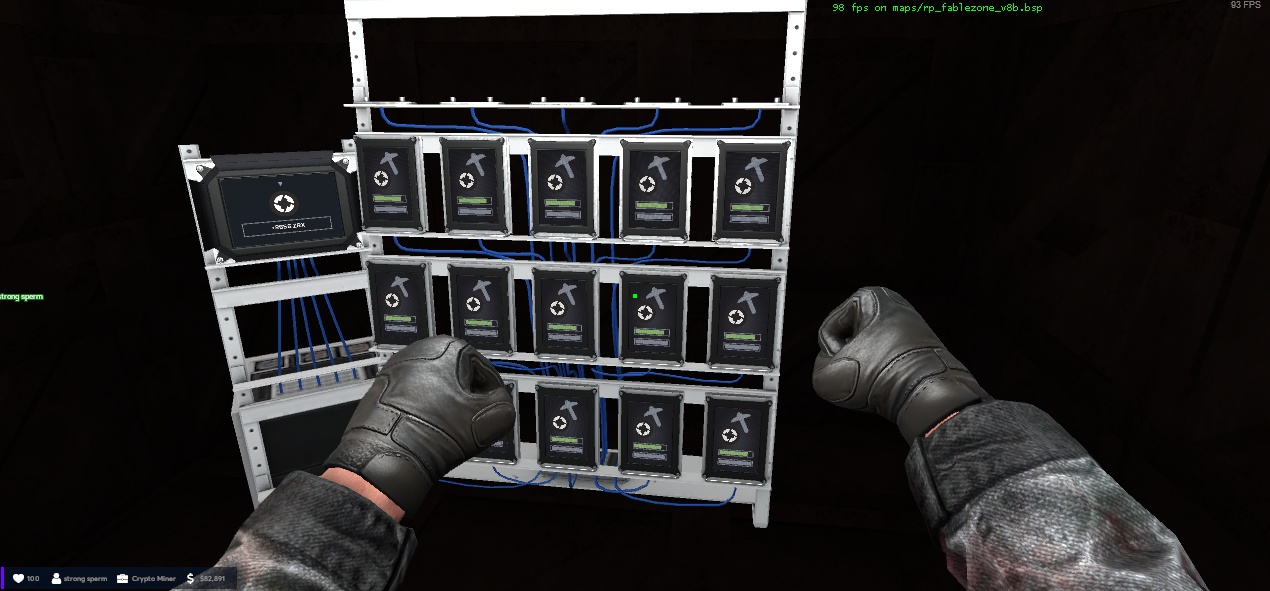 98 fps on maps/rp_fablezone_v8b.bsp
93 FPS
strong sperm
100 strong sperm Crypto Miner $ $82,891